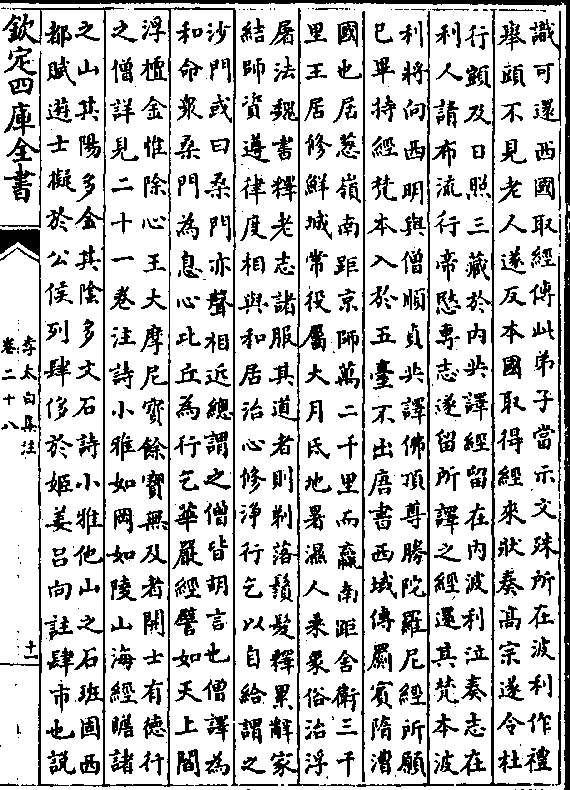 識可還西國取經傳此弟子當示文殊所在波利作禮
舉頭不見老人遂反本國取得經來狀奏髙宗遂令杜
行顗及日照三藏於内共譯經留在内波利泣奏志在
利人請布流行帝愍專志遂留所譯之經還其梵本波
利將向西明與僧順貞共譯佛頂尊勝陀羅尼經所願
已畢持經梵本入於五臺不出唐書西域傳罽賓隋漕
國也居葱嶺南距京師萬二千里而羸南距舍衛三千
里王居修鮮城常役屬大月氐地暑濕人乘象俗治浮
屠法魏書釋老志諸服其道者則剃落鬚髮釋累辭家
結師資遵律度相與和居治心修浄行乞以自給謂之
沙門或曰桑門亦聲相近總謂之僧皆胡言也僧譯為
和命衆桑門為息心比丘為行乞華嚴經譬如天上閻
浮檀金惟除心王大摩尼寳餘寳無及者開士有德行
之僧詳見二十一卷注詩小雅如岡如陵山海經瞻諸
之山其陽多金其隂多文石詩小雅他山之石班固西
都賦遊士擬於公侯列肆侈於姬姜吕向註肆市也說
欽定四庫全書
李太白集注
卷二十八
十一